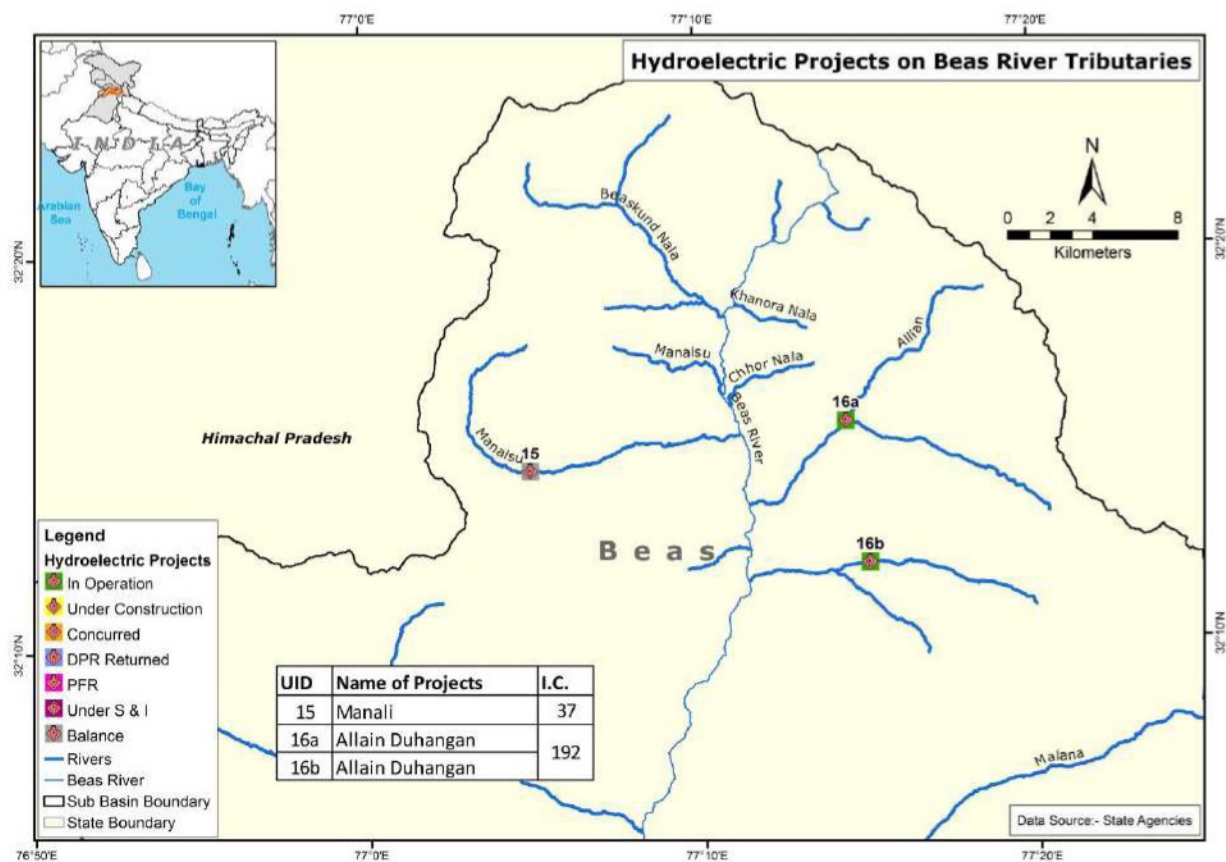 77°0'E
77°10'E
77°20'E
Hydroelectric Projects on Beas River Tributaries
INDIA
Arabian
Sea
Bay
of
Bengal
N
0 2 4 8
Kilometers
32°20'N
32°20'N
Beaskund Nala
Khanora Nala
Manalsu
Chhor Nala
Allian
Beas River
16a
Himachal Pradesh
Manalsu
15
Beas
16b
Legend
Hydroelectric Projects
In Operation
Under Construction
Concurred
DPR Returned
PFR
Under S & I
Balance
Rivers
Beas River
Sub Basin Boundary
State Boundary
32°10'N
32°10'N
UID Name of Projects I.C.
15 Manali 37
16a Allain Duhangan 192
16b Allain Duhangan
Malana
Data Source:- State Agencies
76°50'E
77°0'E
77°10'E
77°20'E